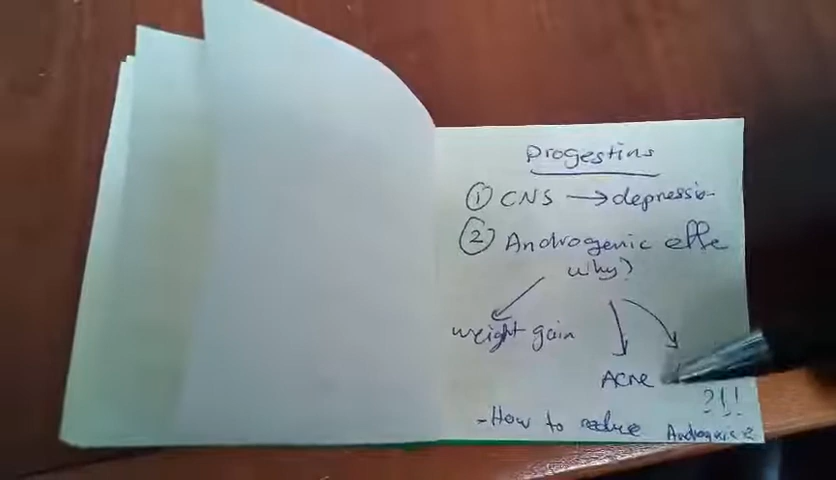 Progestins
① CNS → depressio
② Androgenic effe
why?
weight gain
Acne
?!!
- How to reduce Androgenic